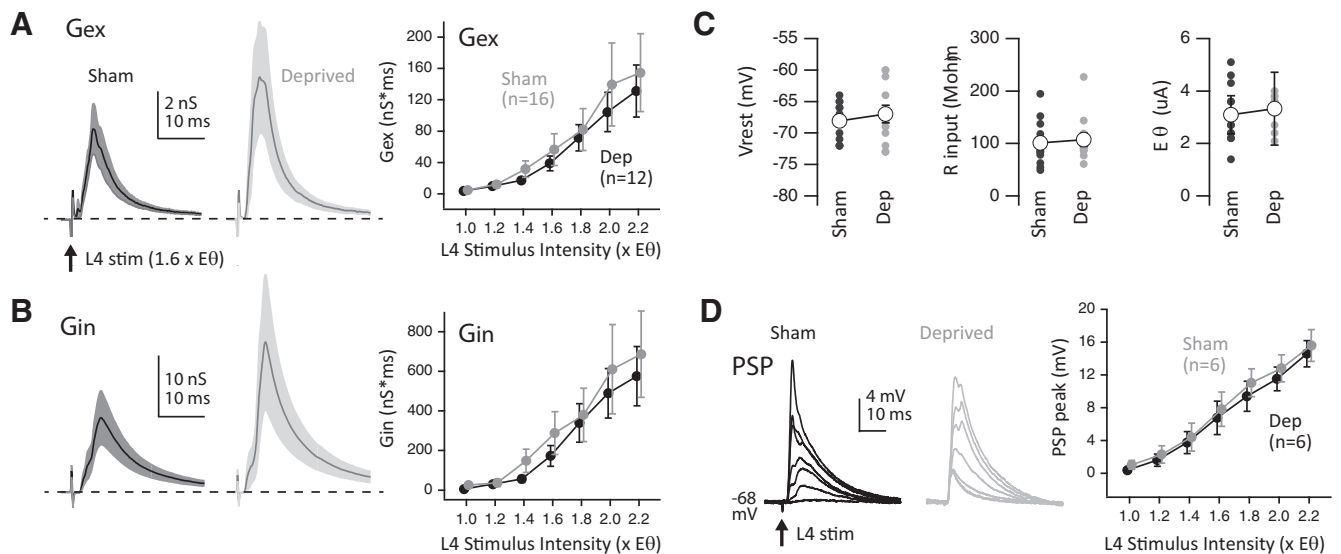 A
Gex
Sham
Deprived
2 nS
10 ms
L4 stim (1.6 x Eθ)
Gex
Gex (nS*ms)
200
160
120
80
40
0
Sham
(n=16)
Dep
(n=12)
1.0 1.2 1.4 1.6 1.8 2.0 2.2
L4 Stimulus Intensity (x Eθ)
B
Gin
10 nS
10 ms
Gin
Gin (nS*ms)
800
600
400
200
0
1.0 1.2 1.4 1.6 1.8 2.0 2.2
L4 Stimulus Intensity (x Eθ)
C
Vrest (mV)
-55
-60
-65
-70
-75
-80
Sham
Dep
R input (Mohm)
300
200
100
0
Sham
Dep
E θ (uA)
6
4
2
0
Sham
Dep
D
Sham
Deprived
PSP
4 mV
10 ms
-68
mV
L4 stim
PSP peak (mV)
20
16
12
8
4
0
Sham
(n=6)
Dep
(n=6)
1.0 1.2 1.4 1.6 1.8 2.0 2.2
L4 Stimulus Intensity (x Eθ)